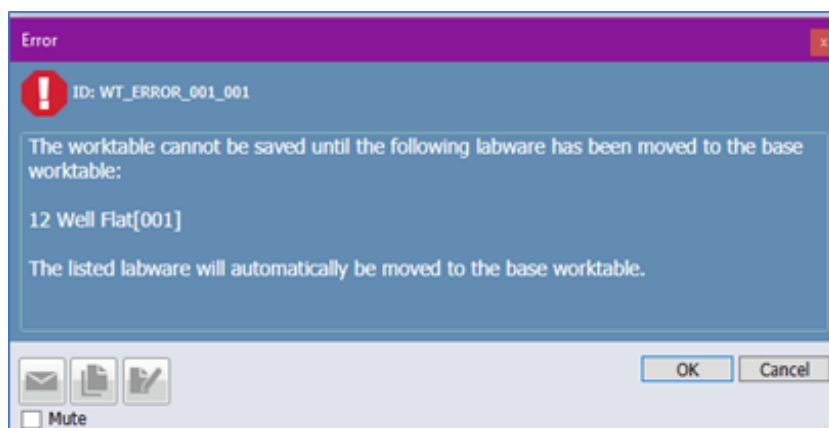 Error
x
ID: WT_ERROR_001_001
The worktable cannot be saved until the following labware has been moved to the base
worktable:
12 Well Flat[001]
The listed labware will automatically be moved to the base worktable.
OK Cancel
Mute